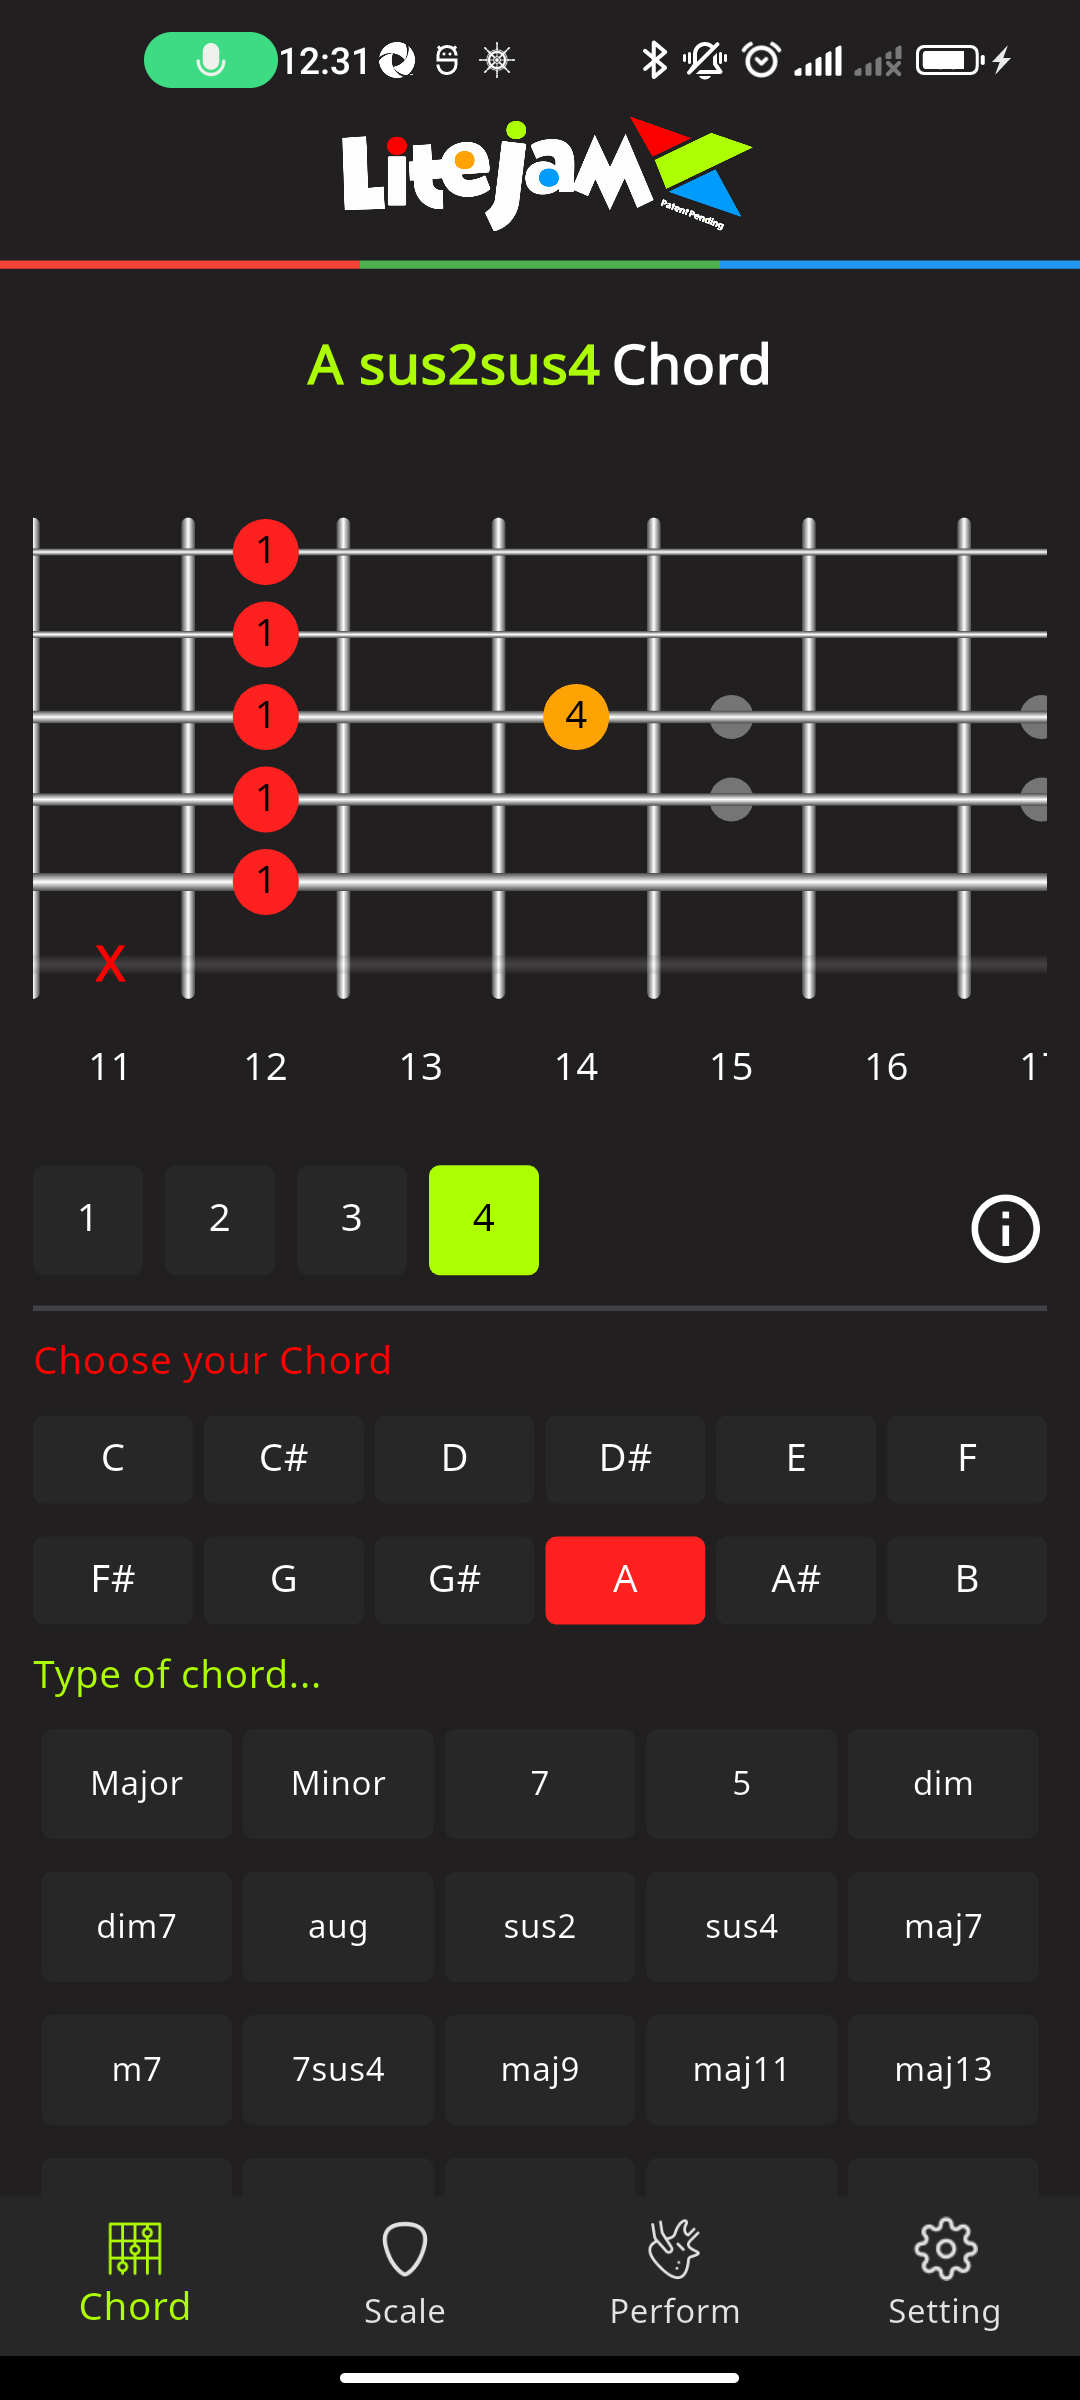 12:31
LiteJam
Patent Pending
A sus2sus4 Chord
1
1
1 4
1
1
X
11 12 13 14 15 16
1 2 3 4
Choose your Chord
C C# D D# E F
F# G G# A A# B
Type of chord...
Major Minor 7 5 dim
dim7 aug sus2 sus4 maj7
m7 7sus4 maj9 maj11 maj13
Chord Scale Perform Setting